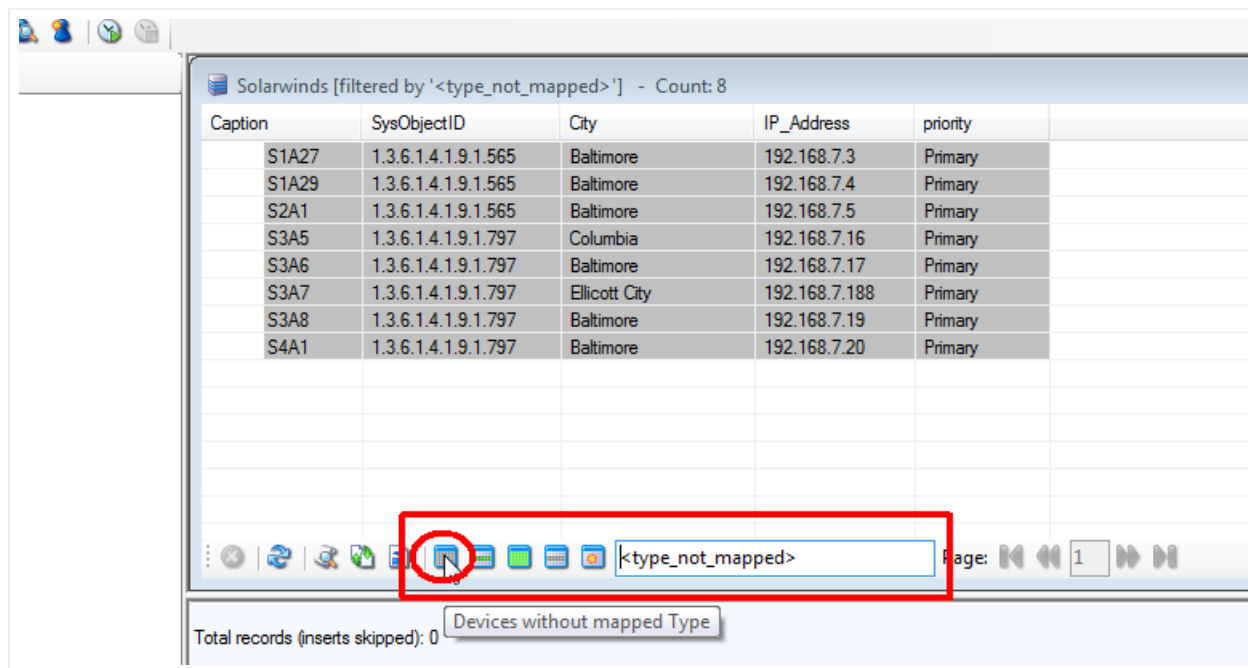 Solarwinds [filtered by '<type_not_mapped>'] - Count: 8
Caption SysObjectID City IP_Address priority
S1A27 1.3.6.1.4.1.9.1.565 Baltimore 192.168.7.3 Primary
S1A29 1.3.6.1.4.1.9.1.565 Baltimore 192.168.7.4 Primary
S2A1 1.3.6.1.4.1.9.1.565 Baltimore 192.168.7.5 Primary
S3A5 1.3.6.1.4.1.9.1.797 Columbia 192.168.7.16 Primary
S3A6 1.3.6.1.4.1.9.1.797 Baltimore 192.168.7.17 Primary
S3A7 1.3.6.1.4.1.9.1.797 Ellicott City 192.168.7.188 Primary
S3A8 1.3.6.1.4.1.9.1.797 Baltimore 192.168.7.19 Primary
S4A1 1.3.6.1.4.1.9.1.797 Baltimore 192.168.7.20 Primary
<type_not_mapped> Page: 1
Devices without mapped Type
Total records (inserts skipped): 0